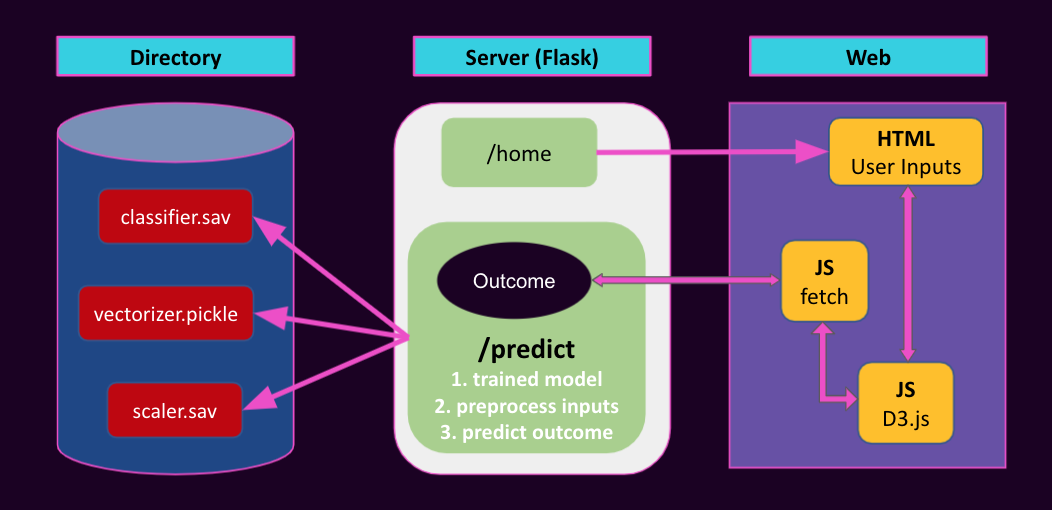 Directory
Server (Flask)
Web
classifier.sav
vectorizer.pickle
scaler.sav
/home
Outcome
/predict
1. trained model
2. preprocess inputs
3. predict outcome
HTML
User Inputs
JS
fetch
JS
D3.js